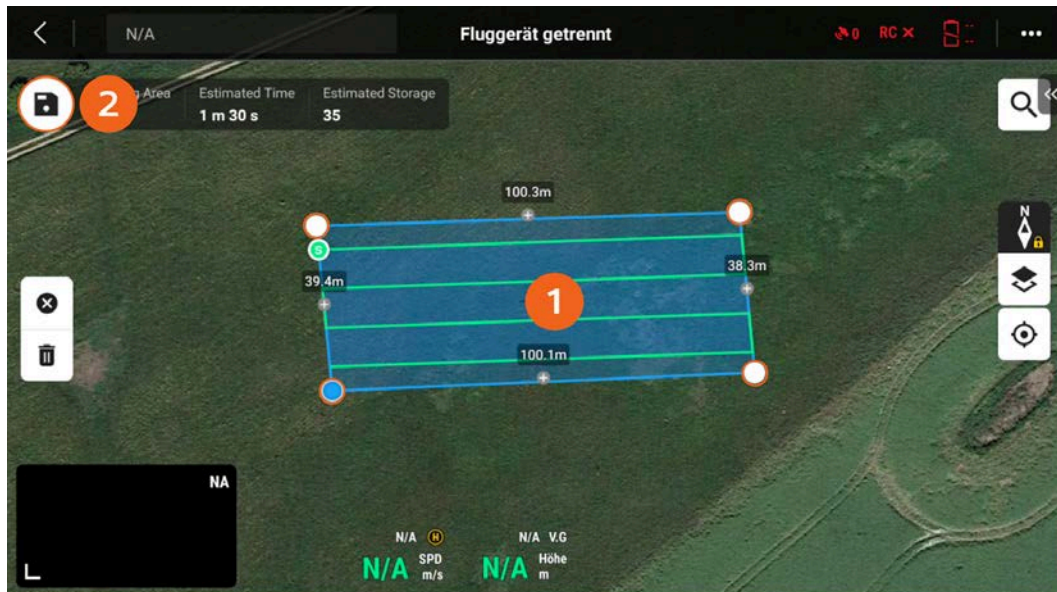 N/A
Fluggerät getrennt
0
RC
2
Area
Estimated Time
Estimated Storage
1 m 30 s
35
100.3m
N
S
39.4m
38.3m
1
100.1m
NA
N/A H
N/A V.G
N/A SPD m/s
N/A Höhe m